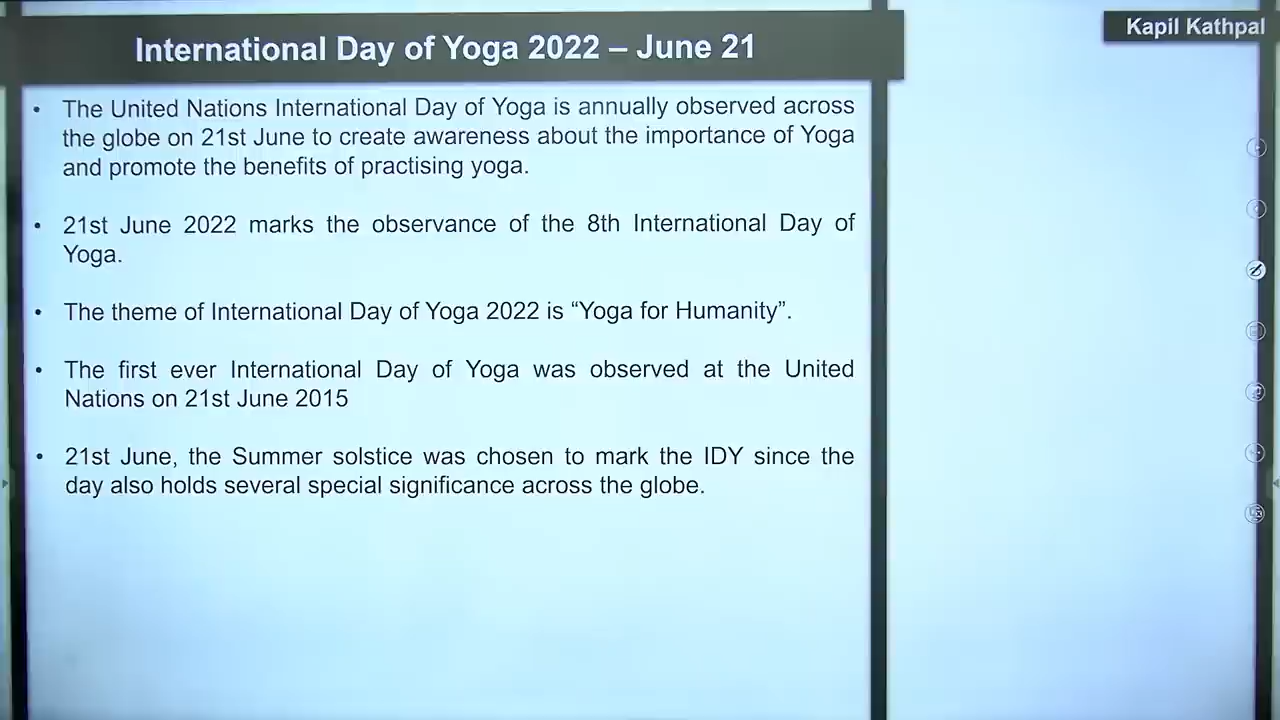 International Day of Yoga 2022 – June 21
Kapil Kathpal
• The United Nations International Day of Yoga is annually observed across
the globe on 21st June to create awareness about the importance of Yoga
and promote the benefits of practising yoga.
• 21st June 2022 marks the observance of the 8th International Day of
Yoga.
• The theme of International Day of Yoga 2022 is “Yoga for Humanity”.
• The first ever International Day of Yoga was observed at the United
Nations on 21st June 2015
• 21st June, the Summer solstice was chosen to mark the IDY since the
day also holds several special significance across the globe.